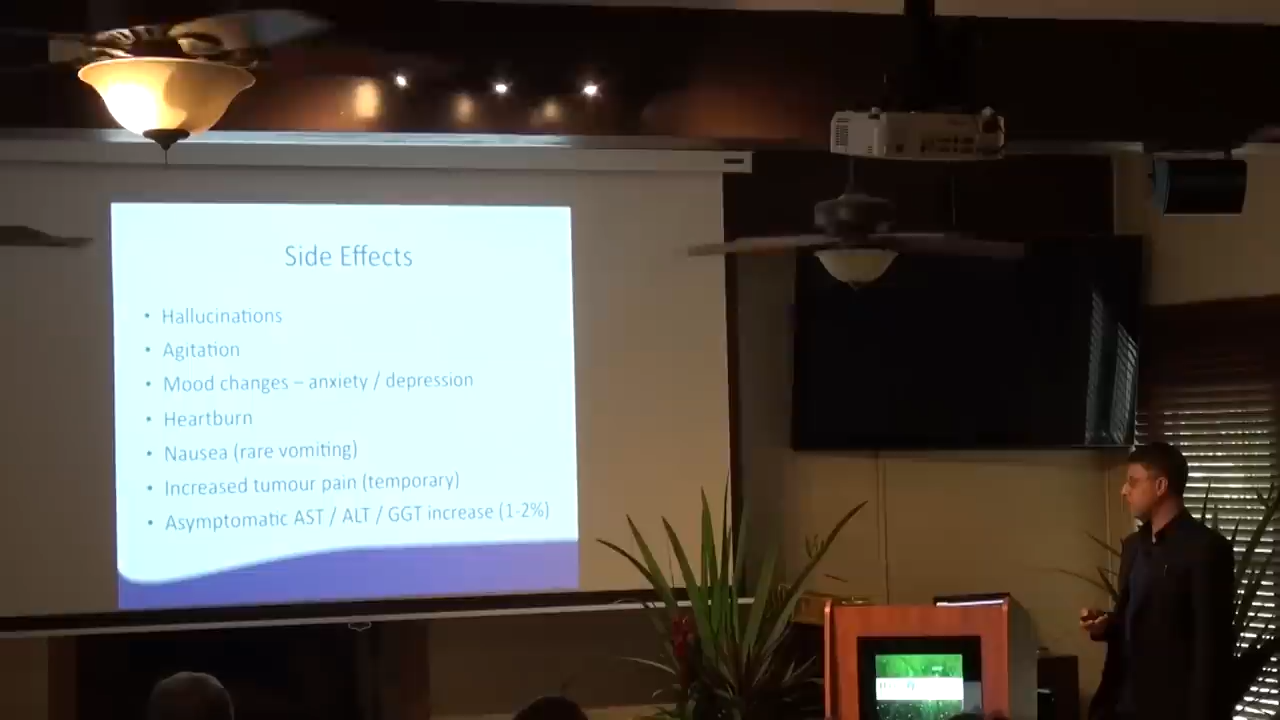 Side Effects
• Hallucinations
• Agitation
• Mood changes – anxiety / depression
• Heartburn
• Nausea (rare vomiting)
• Increased tumour pain (temporary)
• Asymptomatic AST / ALT / GGT increase (1-2%)